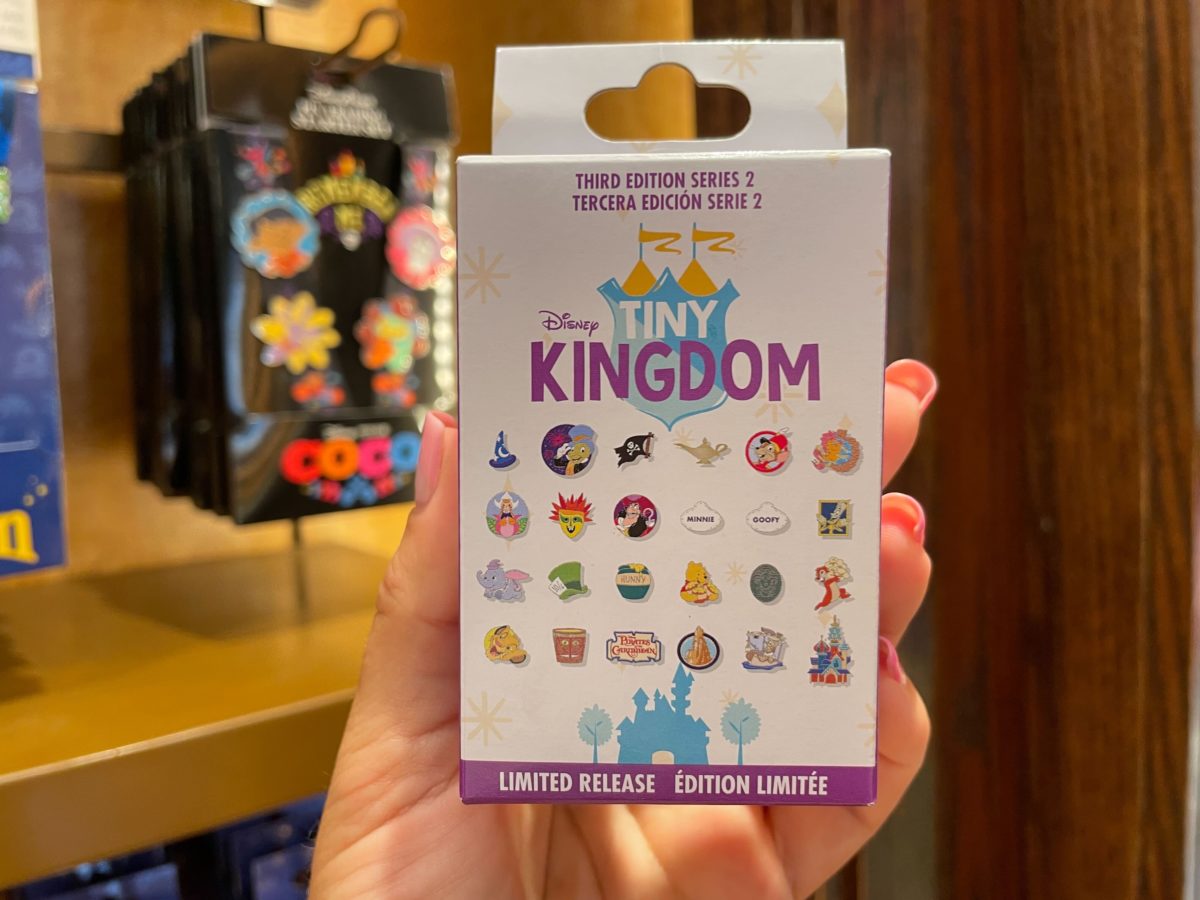 THIRD EDITION SERIES 2
TERCERA EDICIÓN SERIE 2
Disney TINY
KINGDOM
MINNIE
GOOFY
HUNNY
PIRATES
of the
CARIBBEAN
LIMITED RELEASE ÉDITION LIMITÉE
COCO